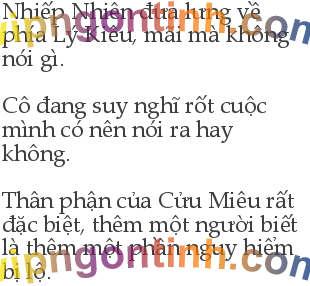 Nhiếp Nhiên đưa lưng về
phía Lý Kiêu, mãi mà không
nói gì.
Cô đang suy nghĩ rốt cuộc
mình có nên nói ra hay
không.
Thân phận của Cửu Miêu rất
đặc biệt, thêm một người biết
là thêm một phần nguy hiểm
bị lộ.